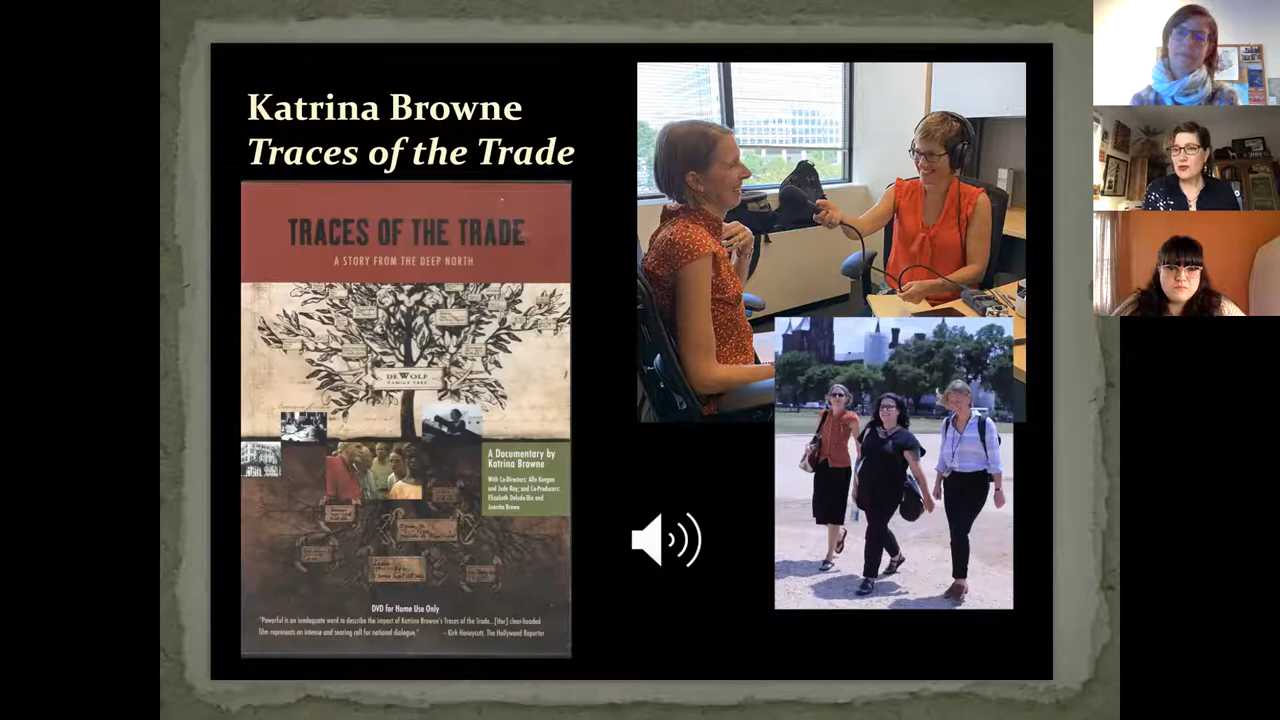 Katrina Browne
Traces of the Trade
TRACES OF THE TRADE
A STORY FROM THE DEEP NORTH
DEWOLF
FAMILY TREE
A Documentary by
Katrina Browne
With Co-Directors: Alla Kovgan
and Jude Ray; and Co-Producers:
Elizabeth Delude-Dix and
Juanita Brown
DVD for Home Use Only
"Powerful is an inadequate word to describe the impact of Katrina Browne's Traces of the Trade...[Her] clear-headed
film represents an intense and searing call for national dialogue." – Kirk Honeycutt, The Hollywood Reporter